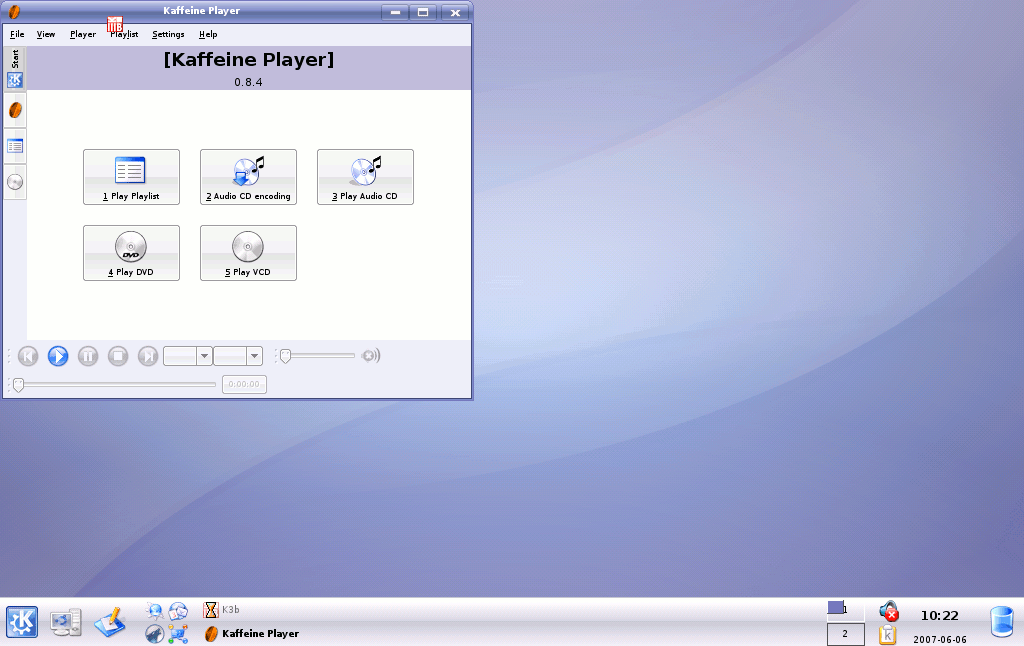 Kaffeine Player
File View Player Playlist Settings Help
Start
[Kaffeine Player]
0.8.4
1 Play Playlist
2 Audio CD encoding
3 Play Audio CD
DVD
4 Play DVD
5 Play VCD
0:00:00
K3b
Kaffeine Player
1
2
10:22
2007-06-06